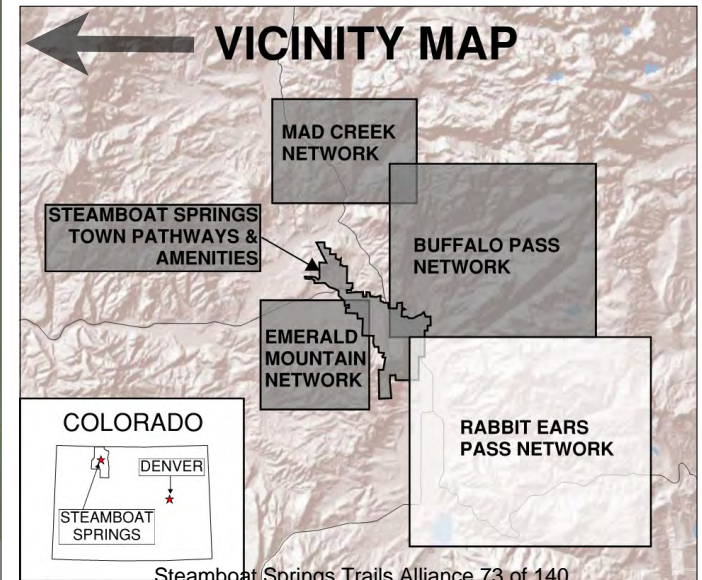 VICINITY MAP
MAD CREEK
NETWORK
STEAMBOAT SPRINGS
TOWN PATHWAYS &
AMENITIES
BUFFALO PASS
NETWORK
EMERALD
MOUNTAIN
NETWORK
RABBIT EARS
PASS NETWORK
COLORADO
DENVER
STEAMBOAT
SPRINGS
Steamboat Springs Trails Alliance 73 of 140